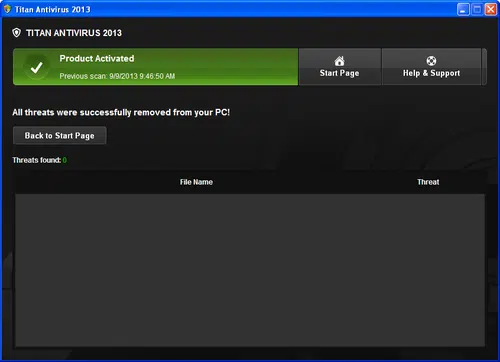 Titan Antivirus 2013
TITAN ANTIVIRUS 2013
Product Activated
Previous scan: 9/9/2013 9:46:50 AM
Start Page
Help & Support
All threats were successfully removed from your PC!
Back to Start Page
Threats found: 0
File Name Threat